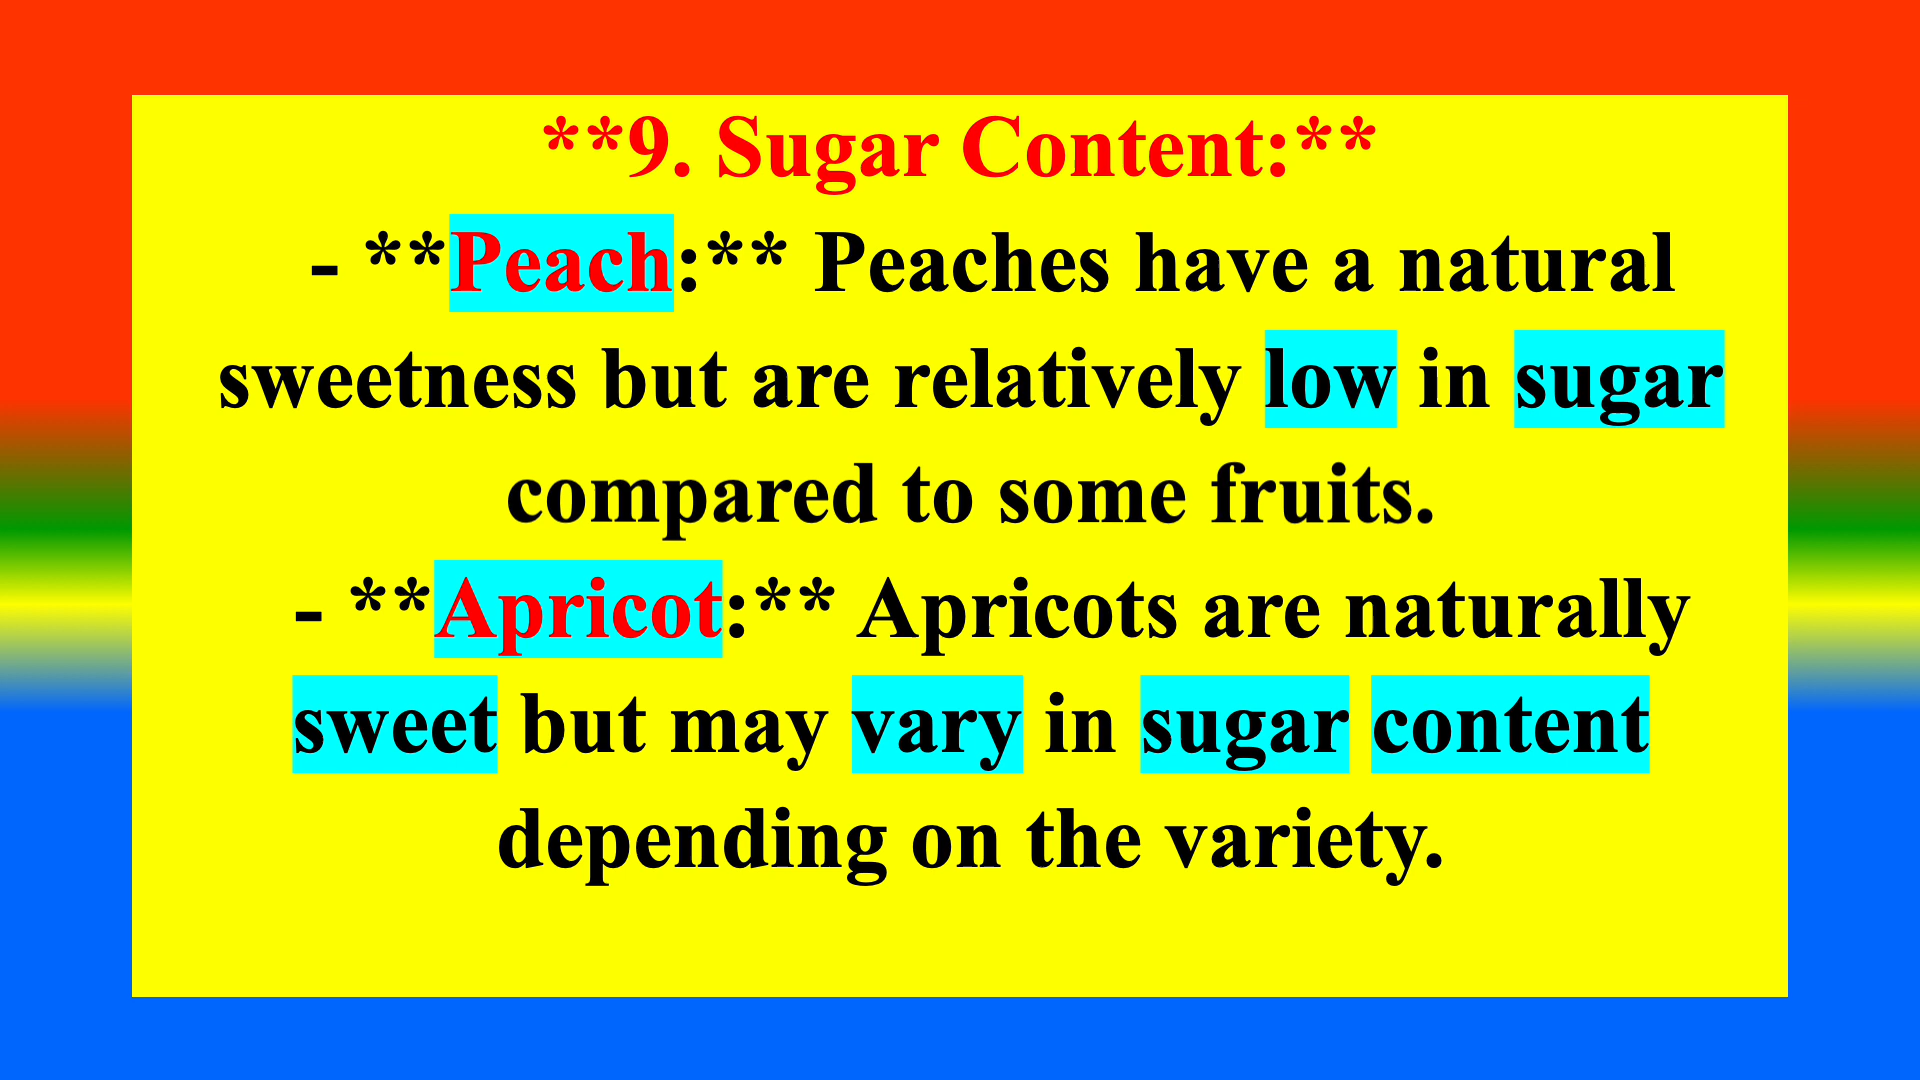 **9. Sugar Content:**
- **Peach:** Peaches have a natural
sweetness but are relatively low in sugar
compared to some fruits.
- **Apricot:** Apricots are naturally
sweet but may vary in sugar content
depending on the variety.